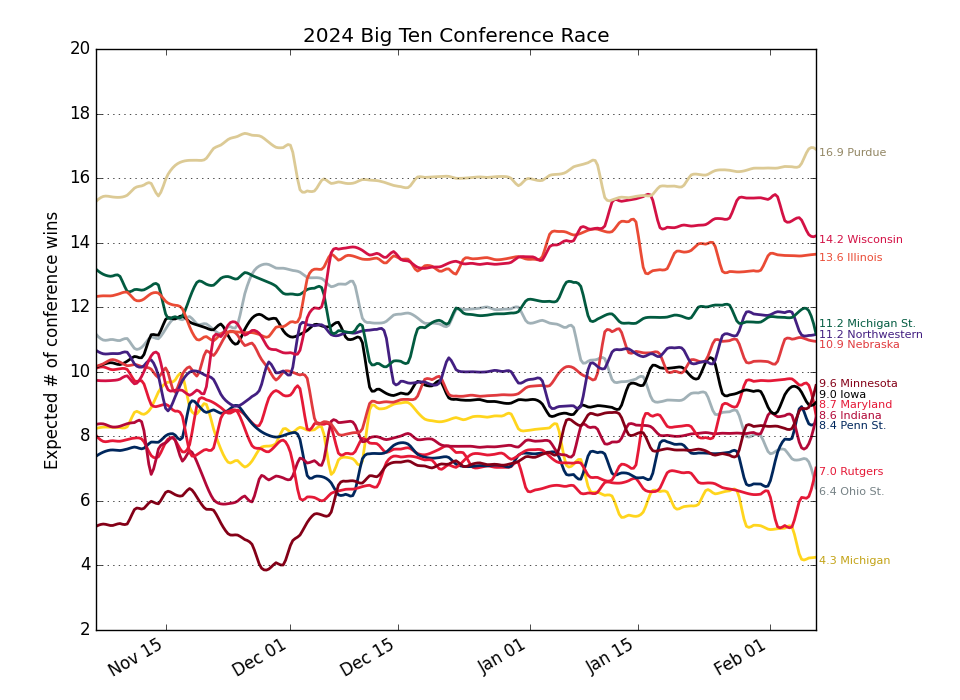 2024 Big Ten Conference Race
Expected # of conference wins
20
18
16
14
12
10
8
6
4
2
16.9 Purdue
14.2 Wisconsin
13.6 Illinois
11.2 Michigan St.
11.2 Northwestern
10.9 Nebraska
9.6 Minnesota
9.0 Iowa
8.7 Maryland
8.6 Indiana
8.4 Penn St.
7.0 Rutgers
6.4 Ohio St.
4.3 Michigan
Nov 15
Dec 01
Dec 15
Jan 01
Jan 15
Feb 01